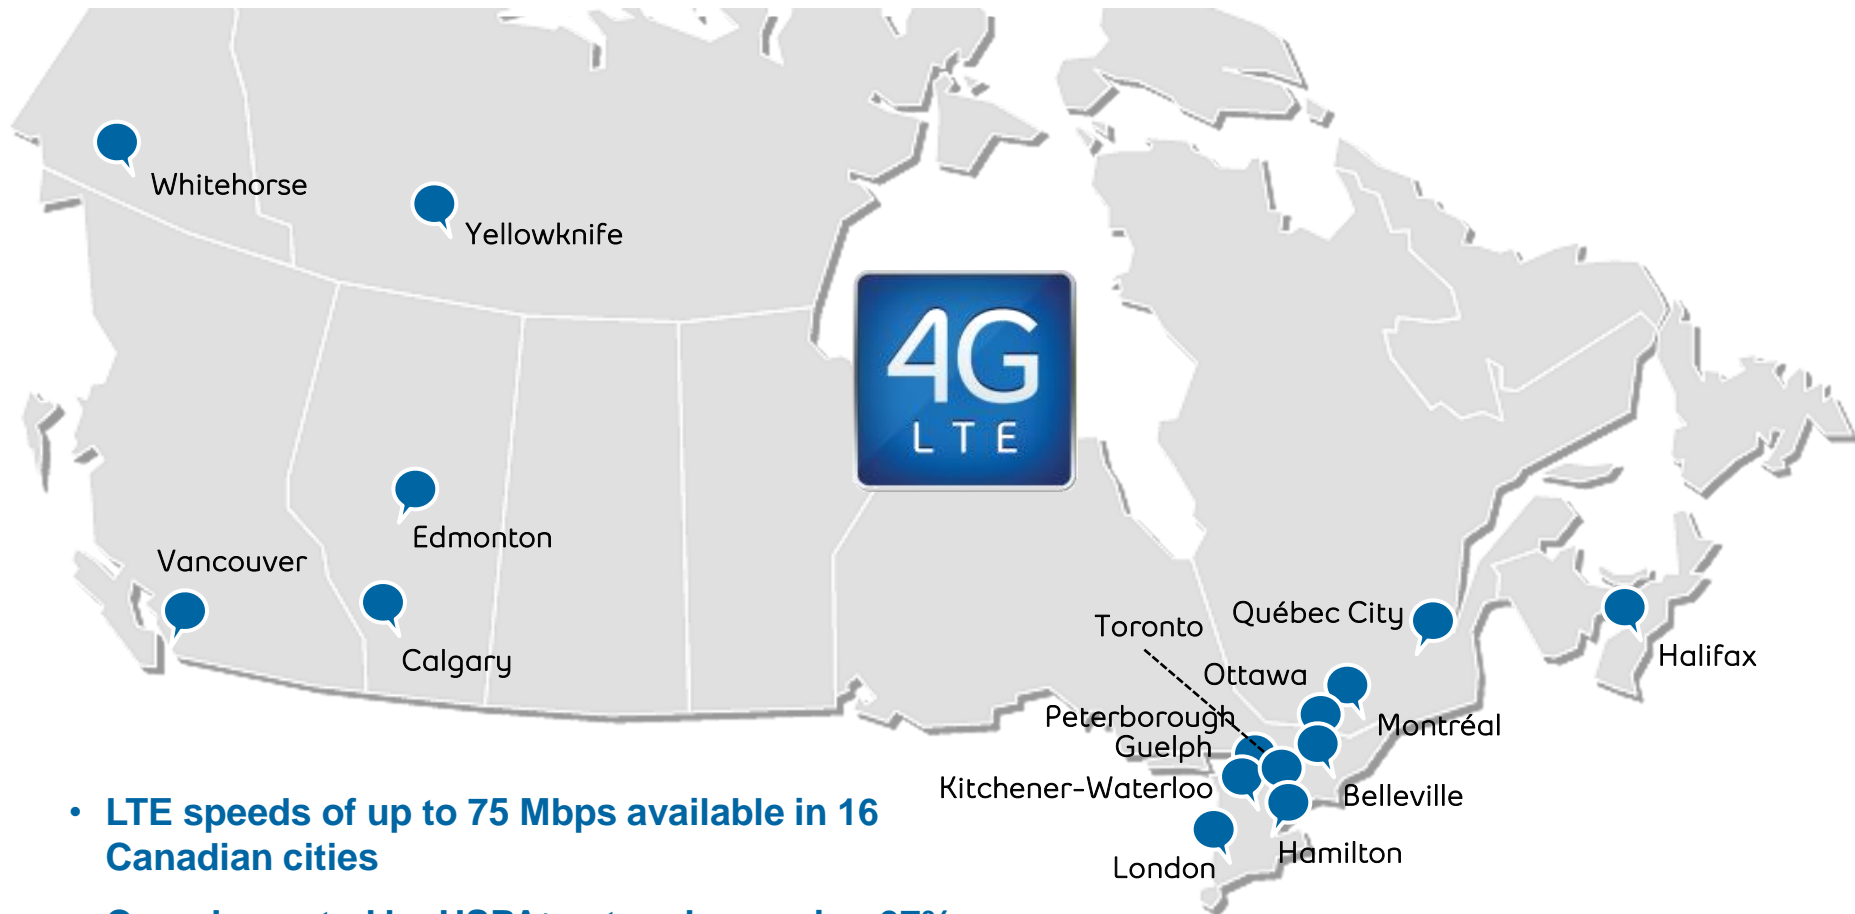 Whitehorse
Yellowknife
4G
LTE
Edmonton
Vancouver
Calgary
Toronto
Québec City
Halifax
Ottawa
Peterborough
Montréal
Guelph
Kitchener-Waterloo
Belleville
Hamilton
London
• LTE speeds of up to 75 Mbps available in 16
Canadian cities